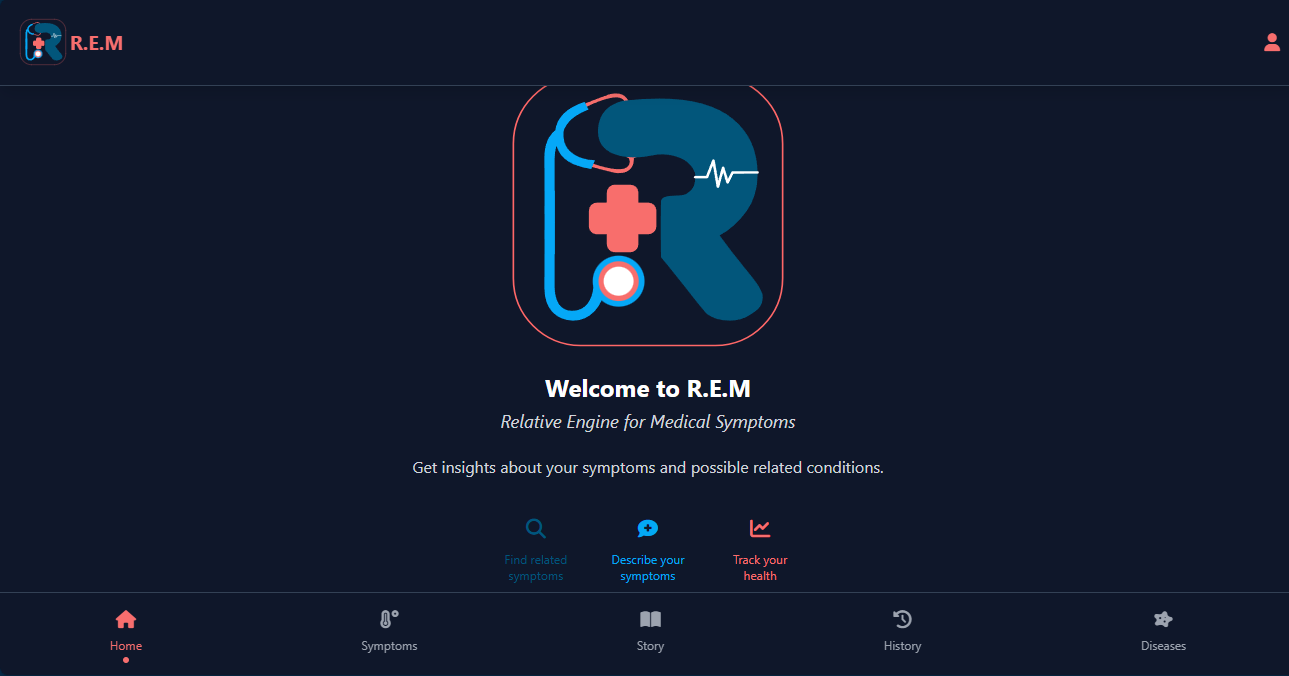 R.E.M
Welcome to R.E.M
Relative Engine for Medical Symptoms
Get insights about your symptoms and possible related conditions.
Find related
symptoms
Describe your
symptoms
Track your
health
Home
Symptoms
Story
History
Diseases